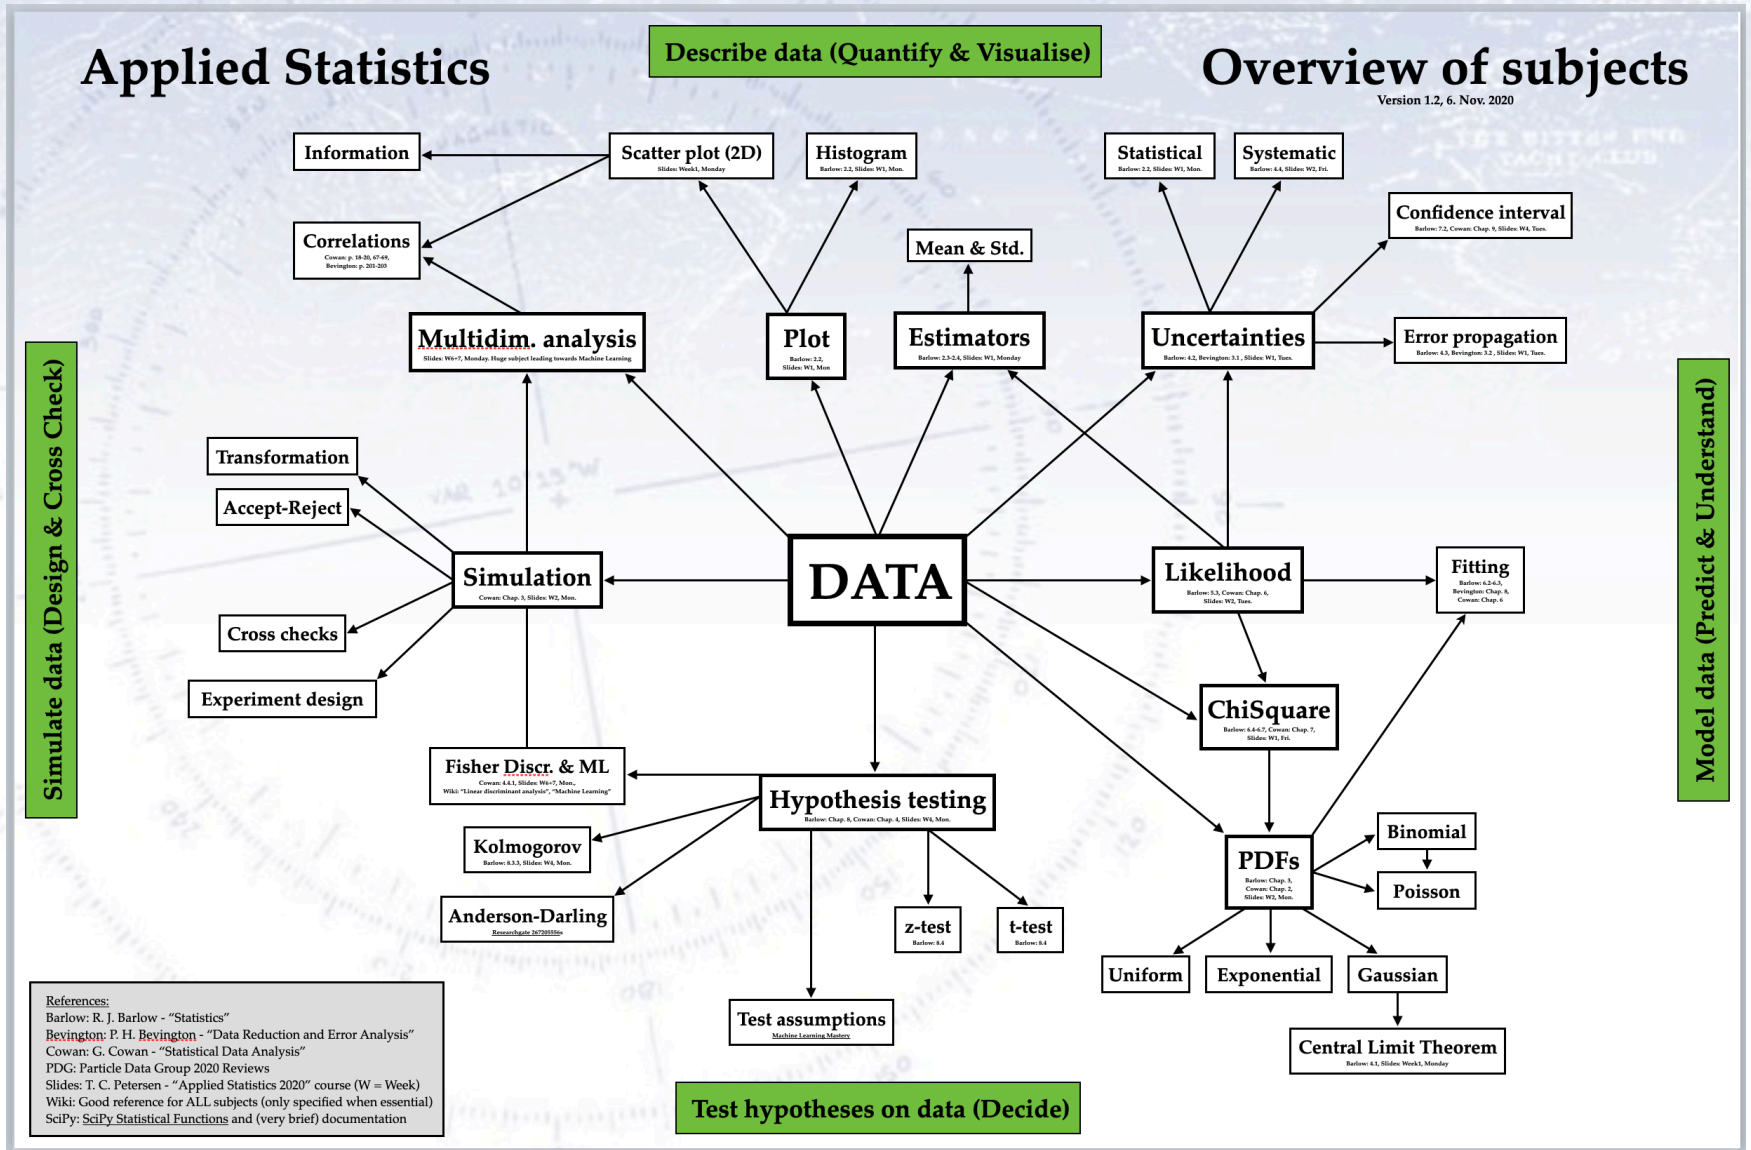 Applied Statistics
Describe data (Quantify & Visualise)
Overview of subjects
Version 1.2, 6. Nov. 2020
Information
Scatter plot (2D)
Slides: Week1, Monday
Histogram
Barlow: 2.2, Slides: W1, Mon.
Statistical
Barlow: 2.2, Slides: W1, Mon.
Systematic
Barlow: 4.4, Slides: W2, Fri.
Confidence interval
Barlow: 7.2, Cowan: Chap. 9, Slides: W4, Tues.
Correlations
Cowan: p. 18-20, 67-69,
Bevington: p. 201-203
Mean & Std.
Multidim. analysis
Slides: W6+7, Monday. Huge subject leading towards Machine Learning
Plot
Barlow: 2.2,
Slides: W1, Mon
Estimators
Barlow: 2.3-2.4, Slides: W1, Monday
Uncertainties
Barlow: 4.2, Bevington: 3.1 , Slides: W1, Tues.
Error propagation
Barlow: 4.3, Bevington: 3.2 , Slides: W1, Tues.
Simulate data (Design & Cross Check)
Model data (Predict & Understand)
Transformation
Accept-Reject
VAR 10°15'W
MAGNETIC
Simulation
Cowan: Chap. 3, Slides: W2, Mon.
DATA
Likelihood
Barlow: 5.3, Cowan: Chap. 6,
Slides: W2, Tues.
Fitting
Barlow: 6.2-6.3,
Bevington: Chap. 8,
Cowan: Chap. 6
Cross checks
Experiment design
ChiSquare
Barlow: 6.4-6.7, Cowan: Chap. 7,
Slides: W1, Fri.
Fisher Discr. & ML
Cowan: 4.4.1, Slides: W6+7, Mon.,
Wiki: "Linear discriminant analysis", "Machine Learning"
Hypothesis testing
Barlow: Chap. 8, Cowan: Chap. 4, Slides: W4, Mon.
Kolmogorov
Barlow: 8.3.3, Slides: W4, Mon.
PDFs
Barlow: Chap. 3,
Cowan: Chap. 2,
Slides: W2, Mon.
Binomial
Poisson
Anderson-Darling
Researchgate 267205556s
z-test
Barlow: 8.4
t-test
Barlow: 8.4
Uniform
Exponential
Gaussian
Test assumptions
Machine Learning Mastery
Central Limit Theorem
Barlow: 4.1, Slides: Week1, Monday
References:
Barlow: R. J. Barlow - “Statistics”
Bevington: P. H. Bevington - “Data Reduction and Error Analysis”
Cowan: G. Cowan - “Statistical Data Analysis”
PDG: Particle Data Group 2020 Reviews
Slides: T. C. Petersen - “Applied Statistics 2020” course (W = Week)
Wiki: Good reference for ALL subjects (only specified when essential)
SciPy: SciPy Statistical Functions and (very brief) documentation
Test hypotheses on data (Decide)